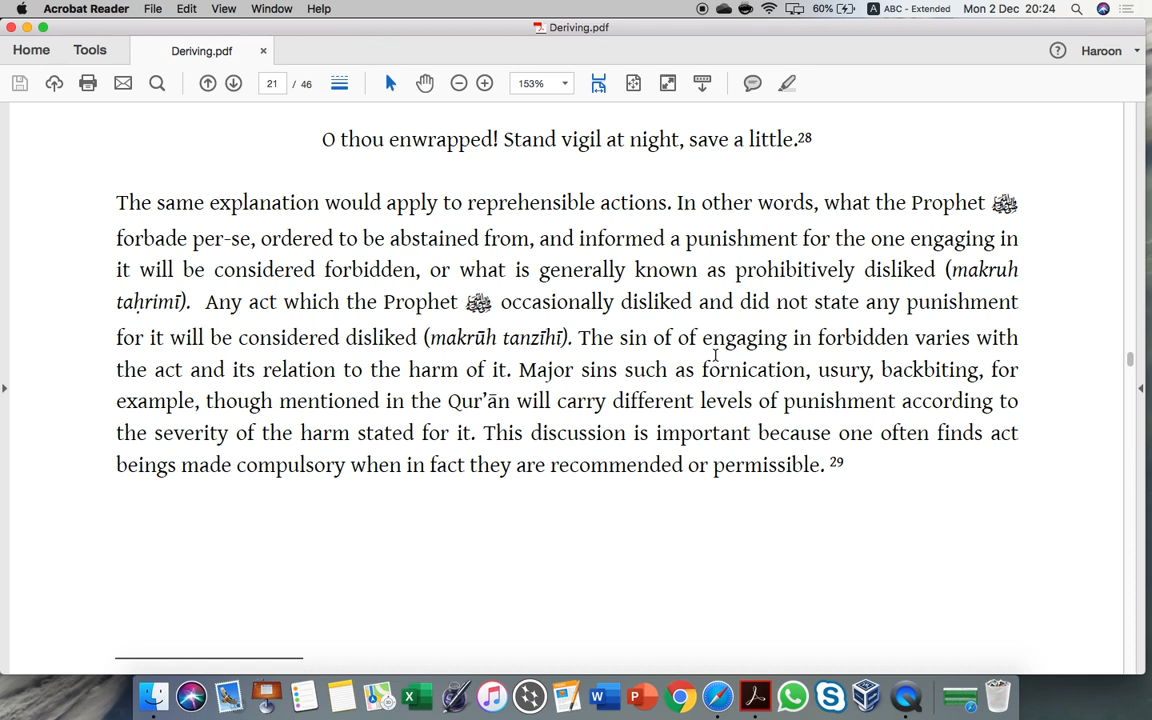 Acrobat Reader File Edit View Window Help 60% A ABC - Extended Mon 2 Dec 20:24
Deriving.pdf
Home Tools Deriving.pdf × ? Haroon
21 / 46 153%
O thou enwrapped! Stand vigil at night, save a little.28
The same explanation would apply to reprehensible actions. In other words, what the Prophet ﷺ
forbade per-se, ordered to be abstained from, and informed a punishment for the one engaging in
it will be considered forbidden, or what is generally known as prohibitively disliked (makruh
taḥrimī). Any act which the Prophet ﷺ occasionally disliked and did not state any punishment
for it will be considered disliked (makrūh tanzīhī). The sin of of engaging in forbidden varies with
the act and its relation to the harm of it. Major sins such as fornication, usury, backbiting, for
example, though mentioned in the Qur’ān will carry different levels of punishment according to
the severity of the harm stated for it. This discussion is important because one often finds act
beings made compulsory when in fact they are recommended or permissible. 29